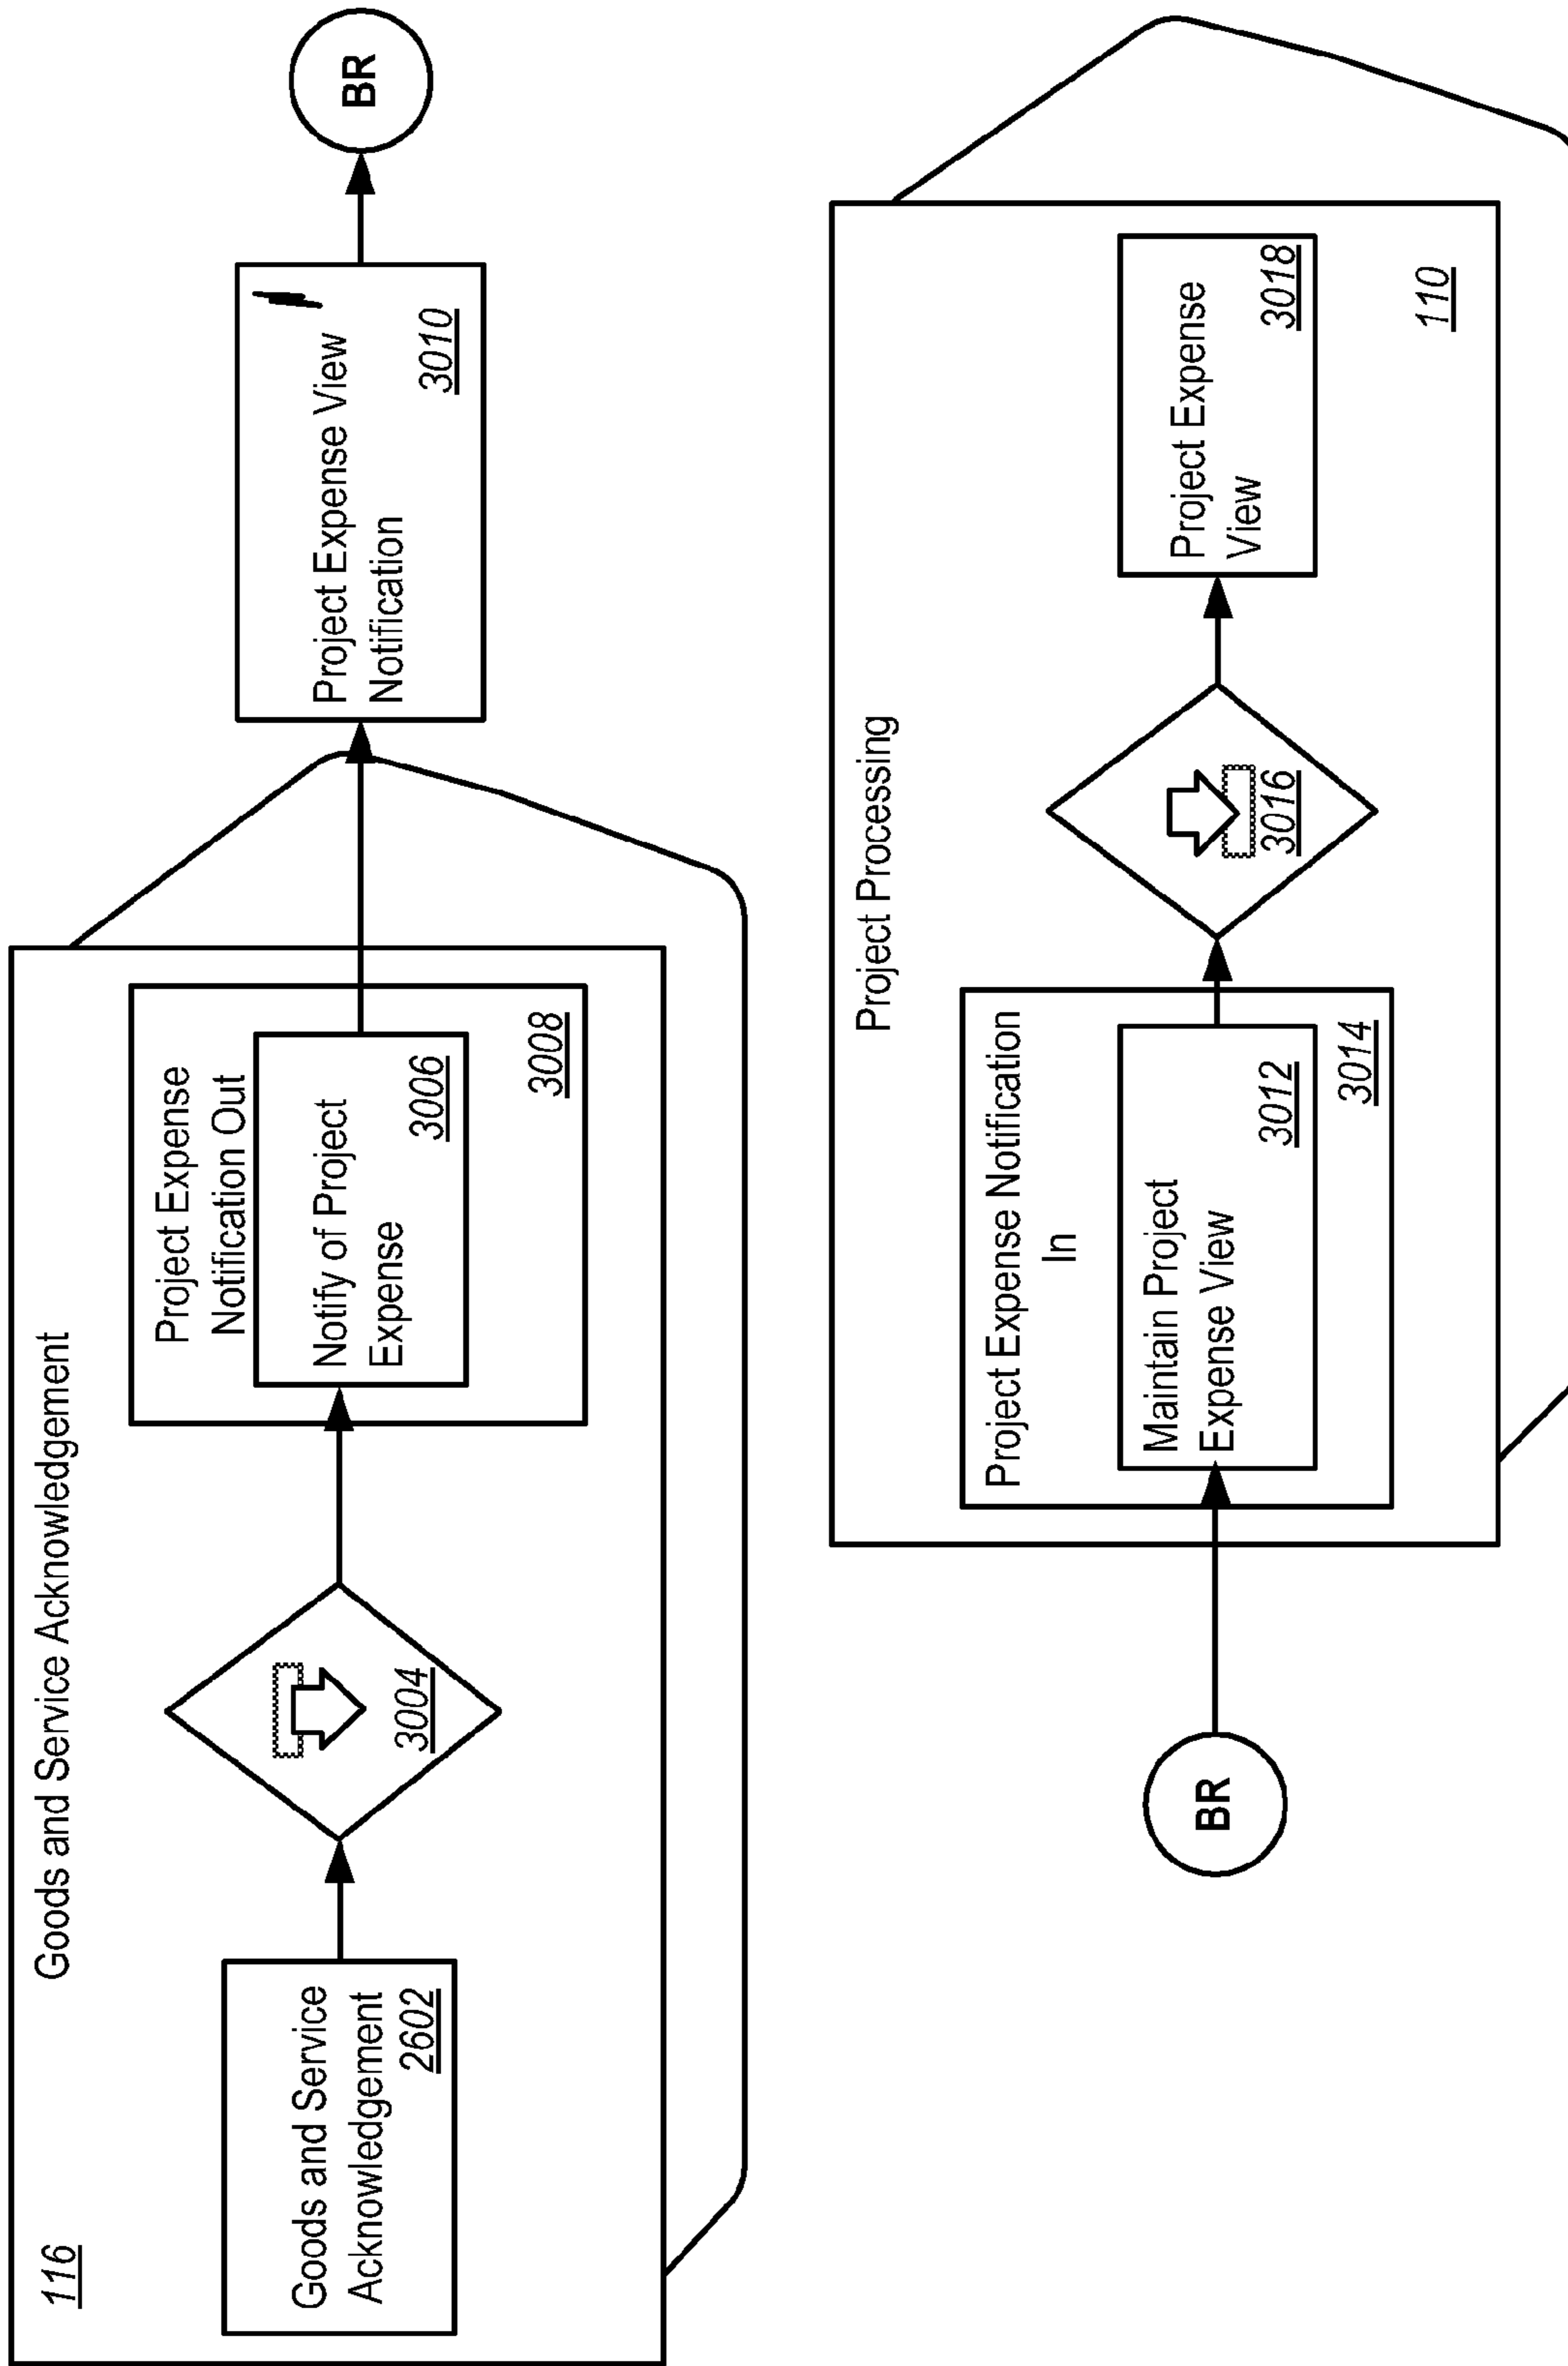 116
Goods and Service Acknowledgement
Goods and Service
Acknowledgement
2602
3004
Project Expense
Notification Out
Notify of Project
Expense
3006
3008
Project Expense View
Notification
3010
BR
BR
Project Processing
Project Expense Notification
In
Maintain Project
Expense View
3012
3014
3016
Project Expense
View
3018
110